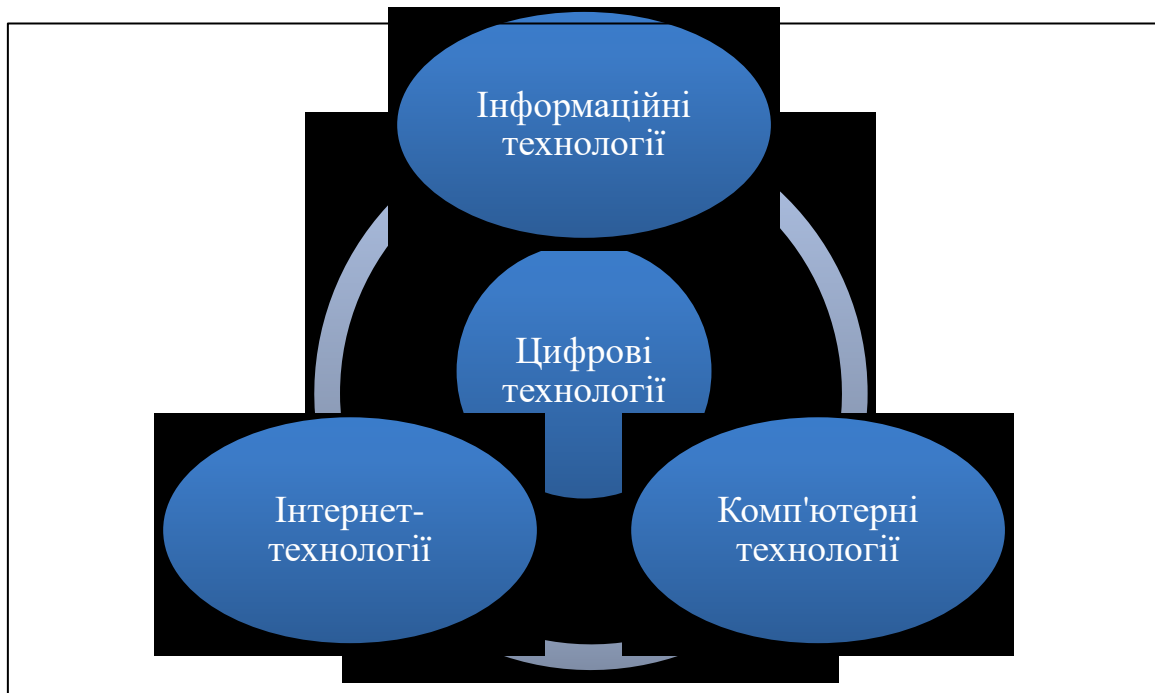 Інформаційні
технології
Цифрові
технології
Інтернет-
технології
Комп'ютерні
технології